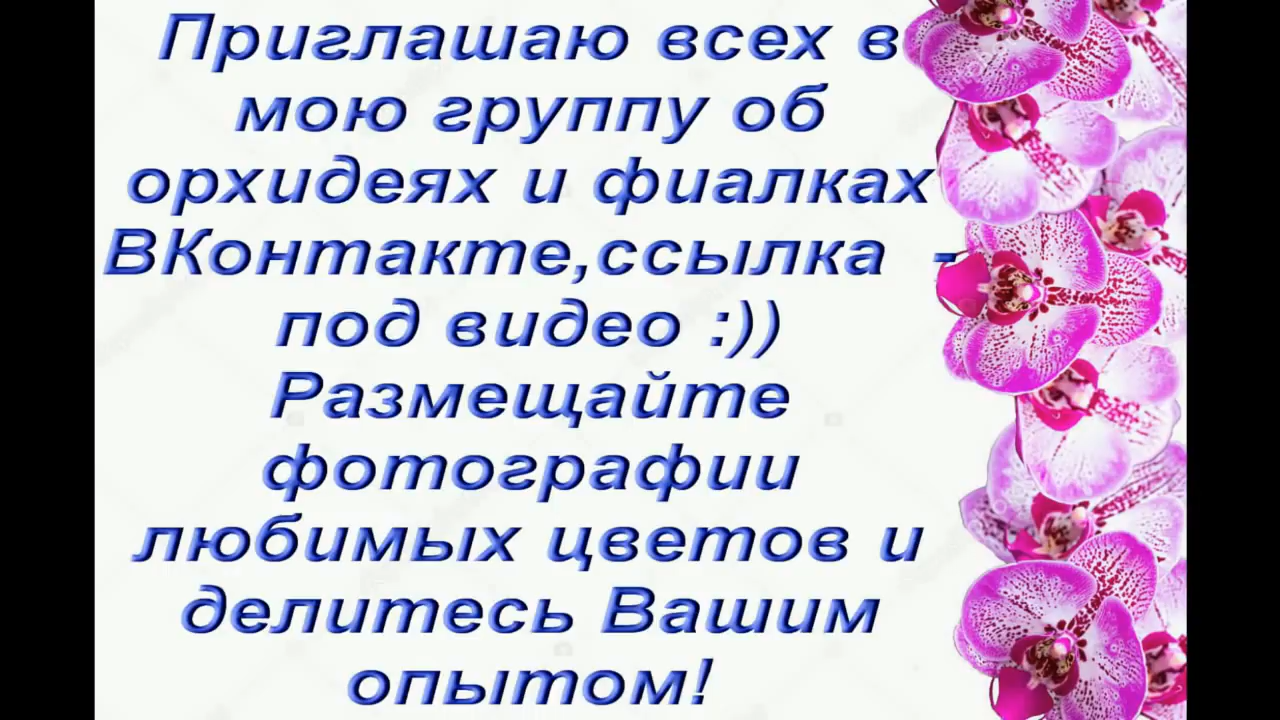 Приглашаю всех в
мою группу об
орхидеях и фиалках
ВКонтакте,ссылка -
под видео :))
Размещайте
фотографии
любимых цветов и
делитесь Вашим
опытом!